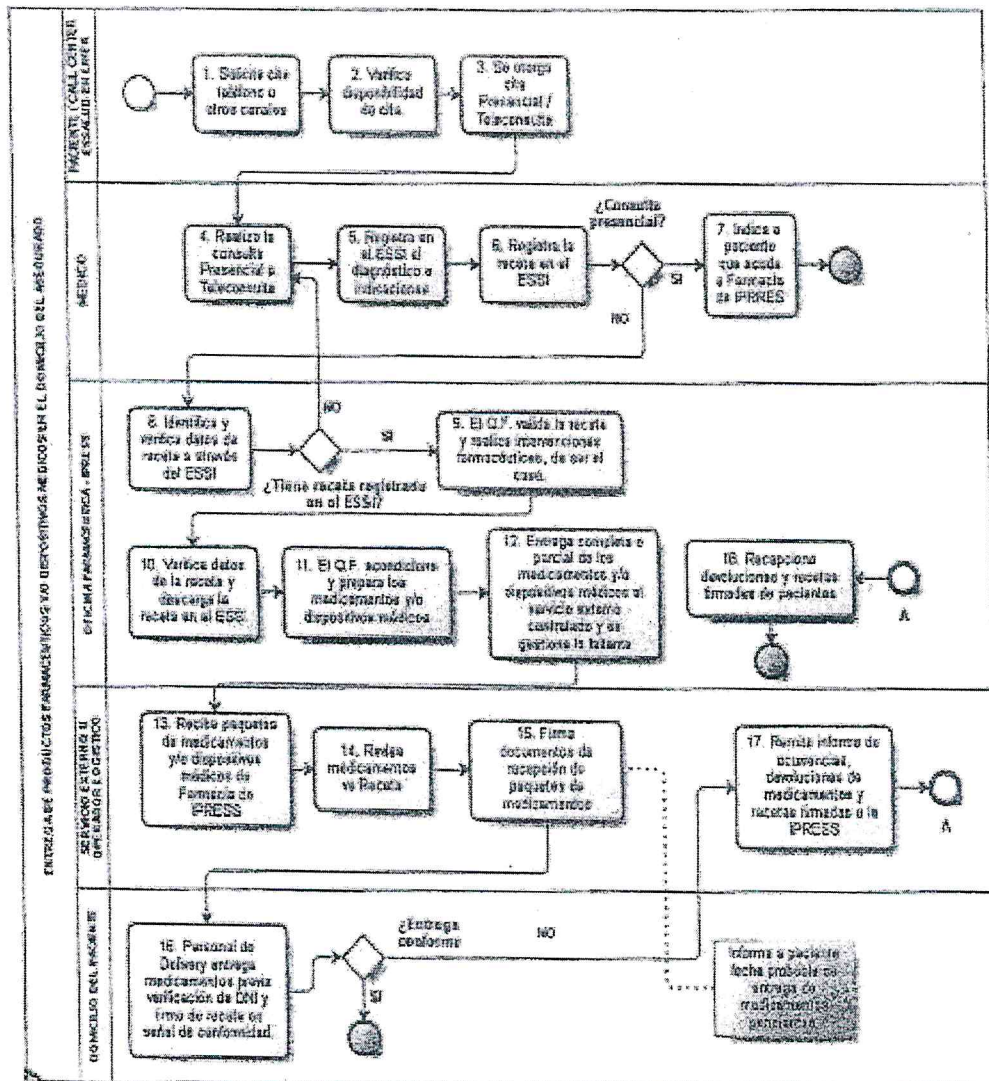 ENTREGA DE PRODUCTOS FARMACEUTICOS Y/O DISPOSITIVOS MEDICOS EN EL DOMICILIO DEL ASEGURADO
PACIENTE / CALL CENTER
ESSALUD EN LINEA
1. Solicita cita
teléfono u
otros canales
2. Verifica
disponibilidad
de cita
3. Se otorga
cita
Presencial /
Teleconsulta
MEDICO
4. Realiza la
consulta
Presencial o
Teleconsulta
5. Registra en
el ESSI el
diagnóstico e
indicaciones
6. Registra la
receta en el
ESSI
¿Consulta
presencial?
SI
NO
7. Indica a
paciente
que acuda
a Farmacia
de IPRRES
OFICINA FARMACEUTICA - IPRESS
8. Identifica y
verifica datos de
receta a través
del ESSI
NO
SI
¿Tiene receta registrada
en el ESSI?
9. El Q.F. valida la receta
y realiza intervenciones
farmacéuticas, de ser el
caso.
10. Verifica datos
de la receta y
descarga la
receta en el ESSI
11. El Q.F. acondiciona
y prepara los
medicamentos y/o
dispositivos médicos
12. Entrega completa o
parcial de los
medicamentos y/o
dispositivos médicos al
servicio externo
contratado y se
gestiona la faltante
18. Recepciona
devoluciones y recetas
firmadas de pacientes
A
SERVICIO EXTERNO U
OPERADOR LOGISTICO
13. Recibe paquetes
de medicamentos
y/o dispositivos
médicos de
Farmacia de
IPRESS
14. Revisa
medicamentos
vs Receta
15. Firma
documentos de
recepción de
paquetes de
medicamentos
17. Remite informe de
ocurrencias,
devoluciones de
medicamentos y
recetas firmadas a la
IPREES
A
DOMICILIO DEL PACIENTE
16. Personal de
Delivery entrega
medicamentos previa
verificación de DNI y
firma de receta en
señal de conformidad.
¿Entrega
conforme
NO
SI
Informa a paciente
fecha probable de
entrega de
medicamentos
pendientes